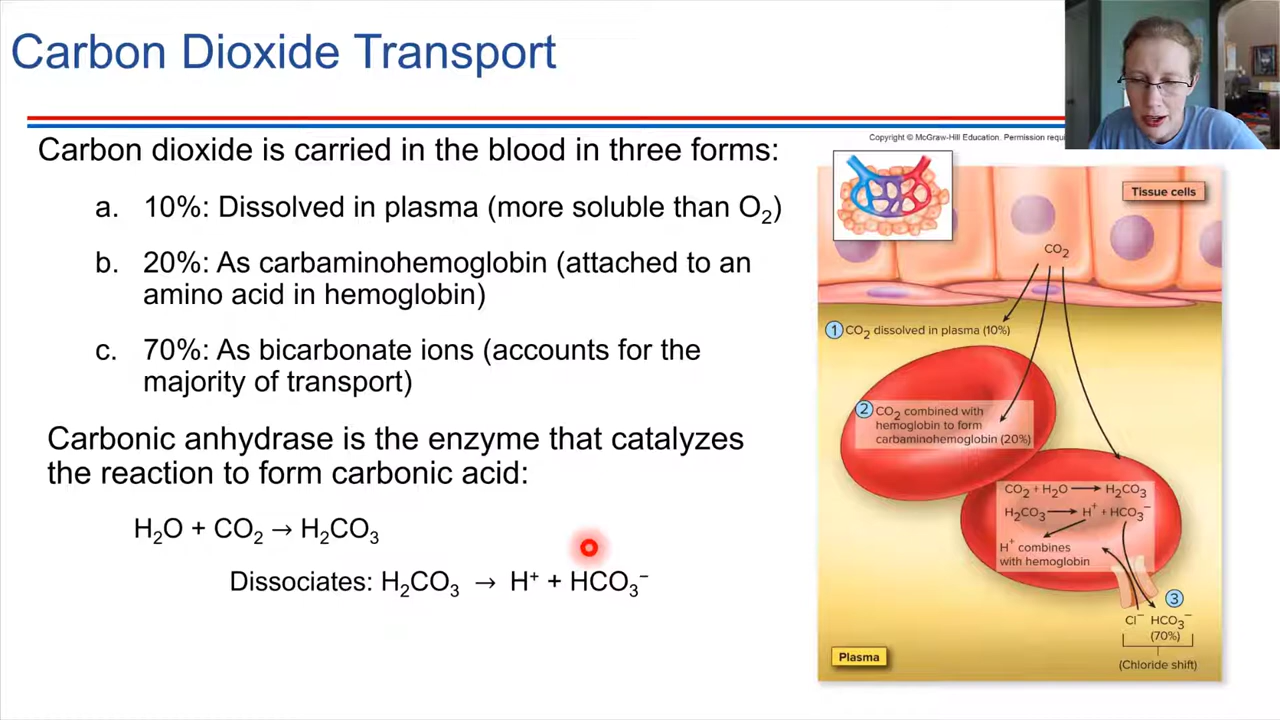 Carbon Dioxide Transport
Carbon dioxide is carried in the blood in three forms:
a. 10%: Dissolved in plasma (more soluble than O₂)
b. 20%: As carbaminohemoglobin (attached to an
amino acid in hemoglobin)
c. 70%: As bicarbonate ions (accounts for the
majority of transport)
Carbonic anhydrase is the enzyme that catalyzes
the reaction to form carbonic acid:
H₂O + CO₂ → H₂CO₃
Dissociates: H₂CO₃ → H⁺ + HCO₃⁻
Copyright © McGraw-Hill Education. Permission
Tissue cells
CO₂
1 CO₂ dissolved in plasma (10%)
2 CO₂ combined with
hemoglobin to form
carbaminohemoglobin (20%)
CO₂ + H₂O → H₂CO₃
H₂CO₃ → H⁺ + HCO₃⁻
H⁺ combines
with hemoglobin
3
Cl⁻ HCO₃⁻
(70%)
(Chloride shift)
Plasma